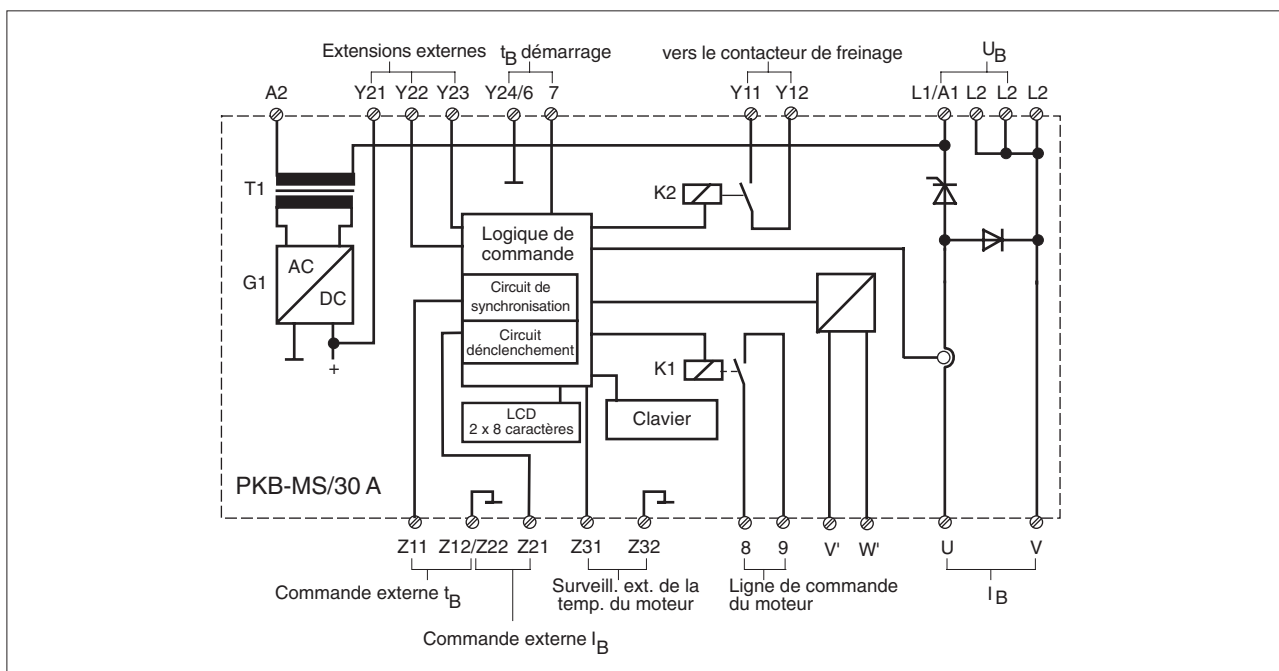 Extensions externes
tB démarrage
vers le contacteur de freinage
UB
A2 Y21 Y22 Y23 Y24/6 7 Y11 Y12 L1/A1 L2 L2 L2
T1
K2
Logique de
commande
G1
AC
DC
+
Circuit de
synchronisation
Circuit
dénclenchement
K1
LCD
2 x 8 caractères
Clavier
PKB-MS/30 A
Z11 Z12/Z22 Z21 Z31 Z32 8 9 V' W' U V
Commande externe tB
Surveill. ext. de la
temp. du moteur
Ligne de commande
du moteur
IB
Commande externe IB